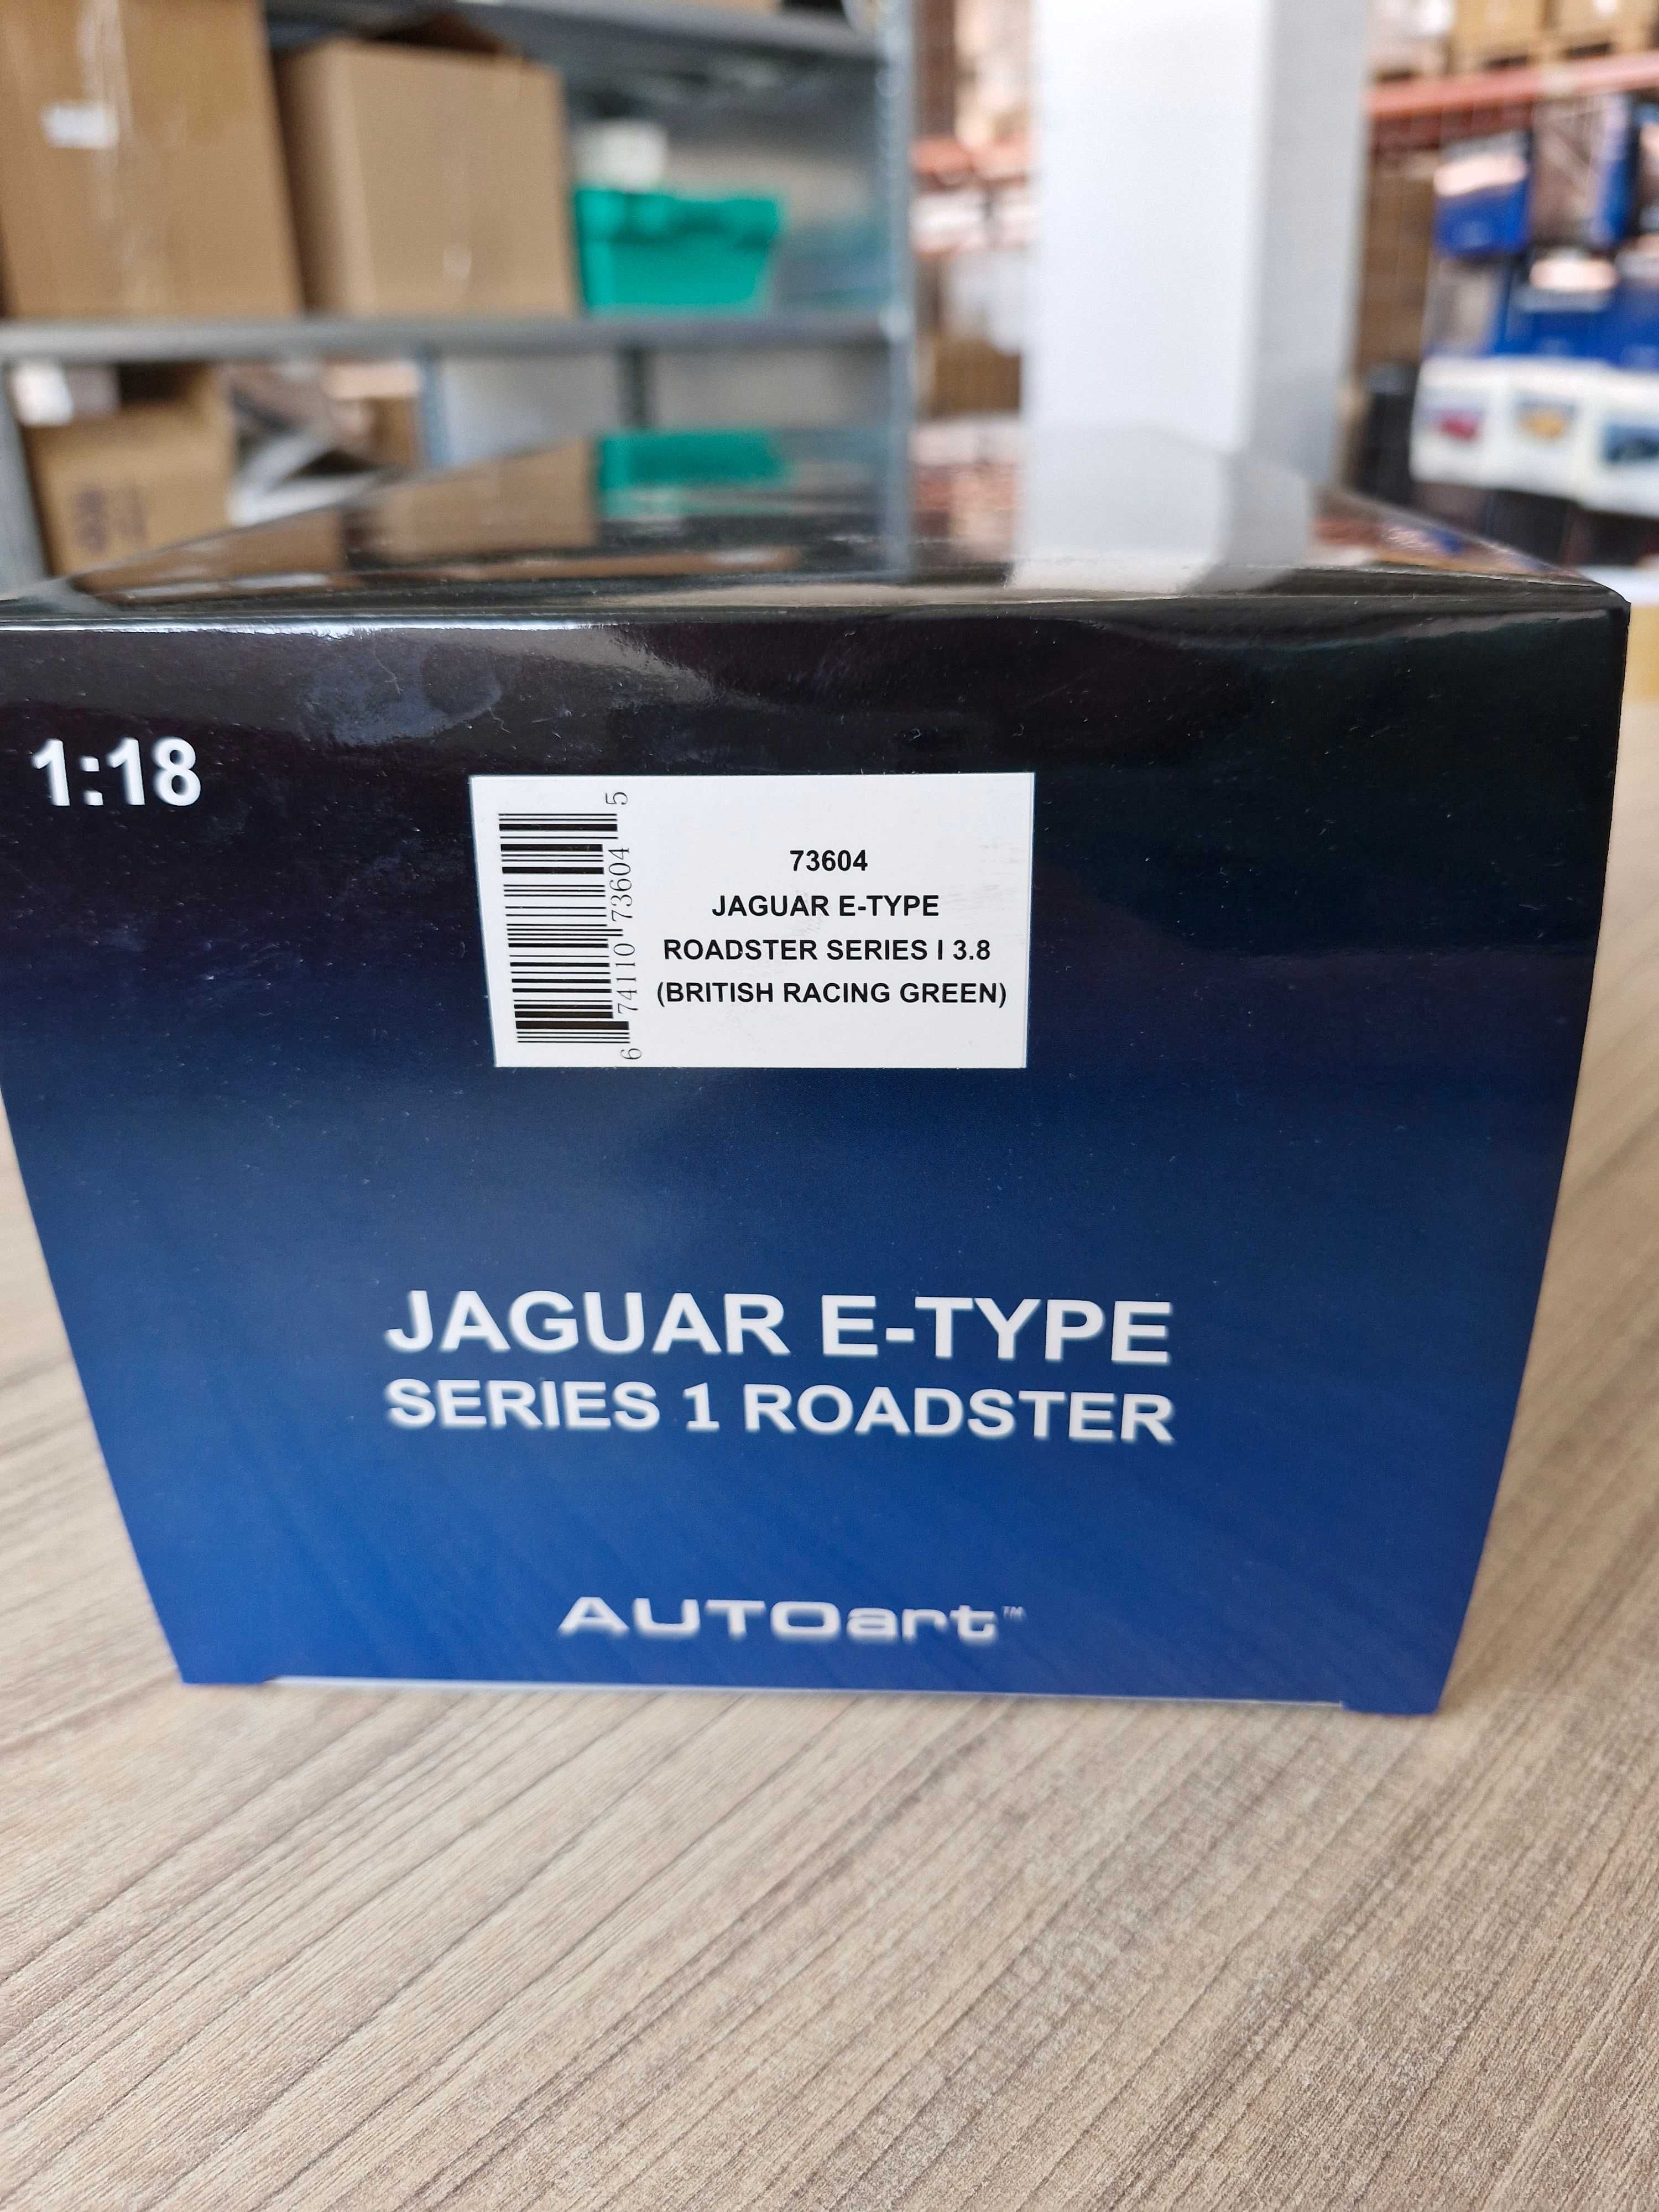 1:18
6 74110 73604 5
73604
JAGUAR E-TYPE
ROADSTER SERIES I 3.8
(BRITISH RACING GREEN)
JAGUAR E-TYPE
SERIES 1 ROADSTER
AUTOart™